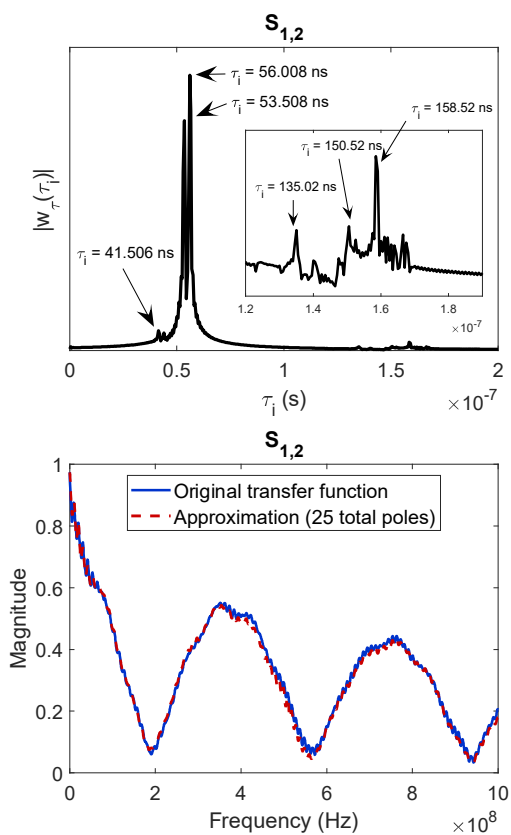 S1,2
τi = 56.008 ns
τi = 53.508 ns
τi = 158.52 ns
τi = 150.52 ns
τi = 135.02 ns
τi = 41.506 ns
|wτ(τi)|
1.2 1.4 1.6 1.8
×10-7
0 0.5 1 1.5 2
τi (s) ×10-7
S1,2
1
Original transfer function
Approximation (25 total poles)
0.8
0.6
0.4
0.2
0
Magnitude
0 2 4 6 8 10
Frequency (Hz) ×108